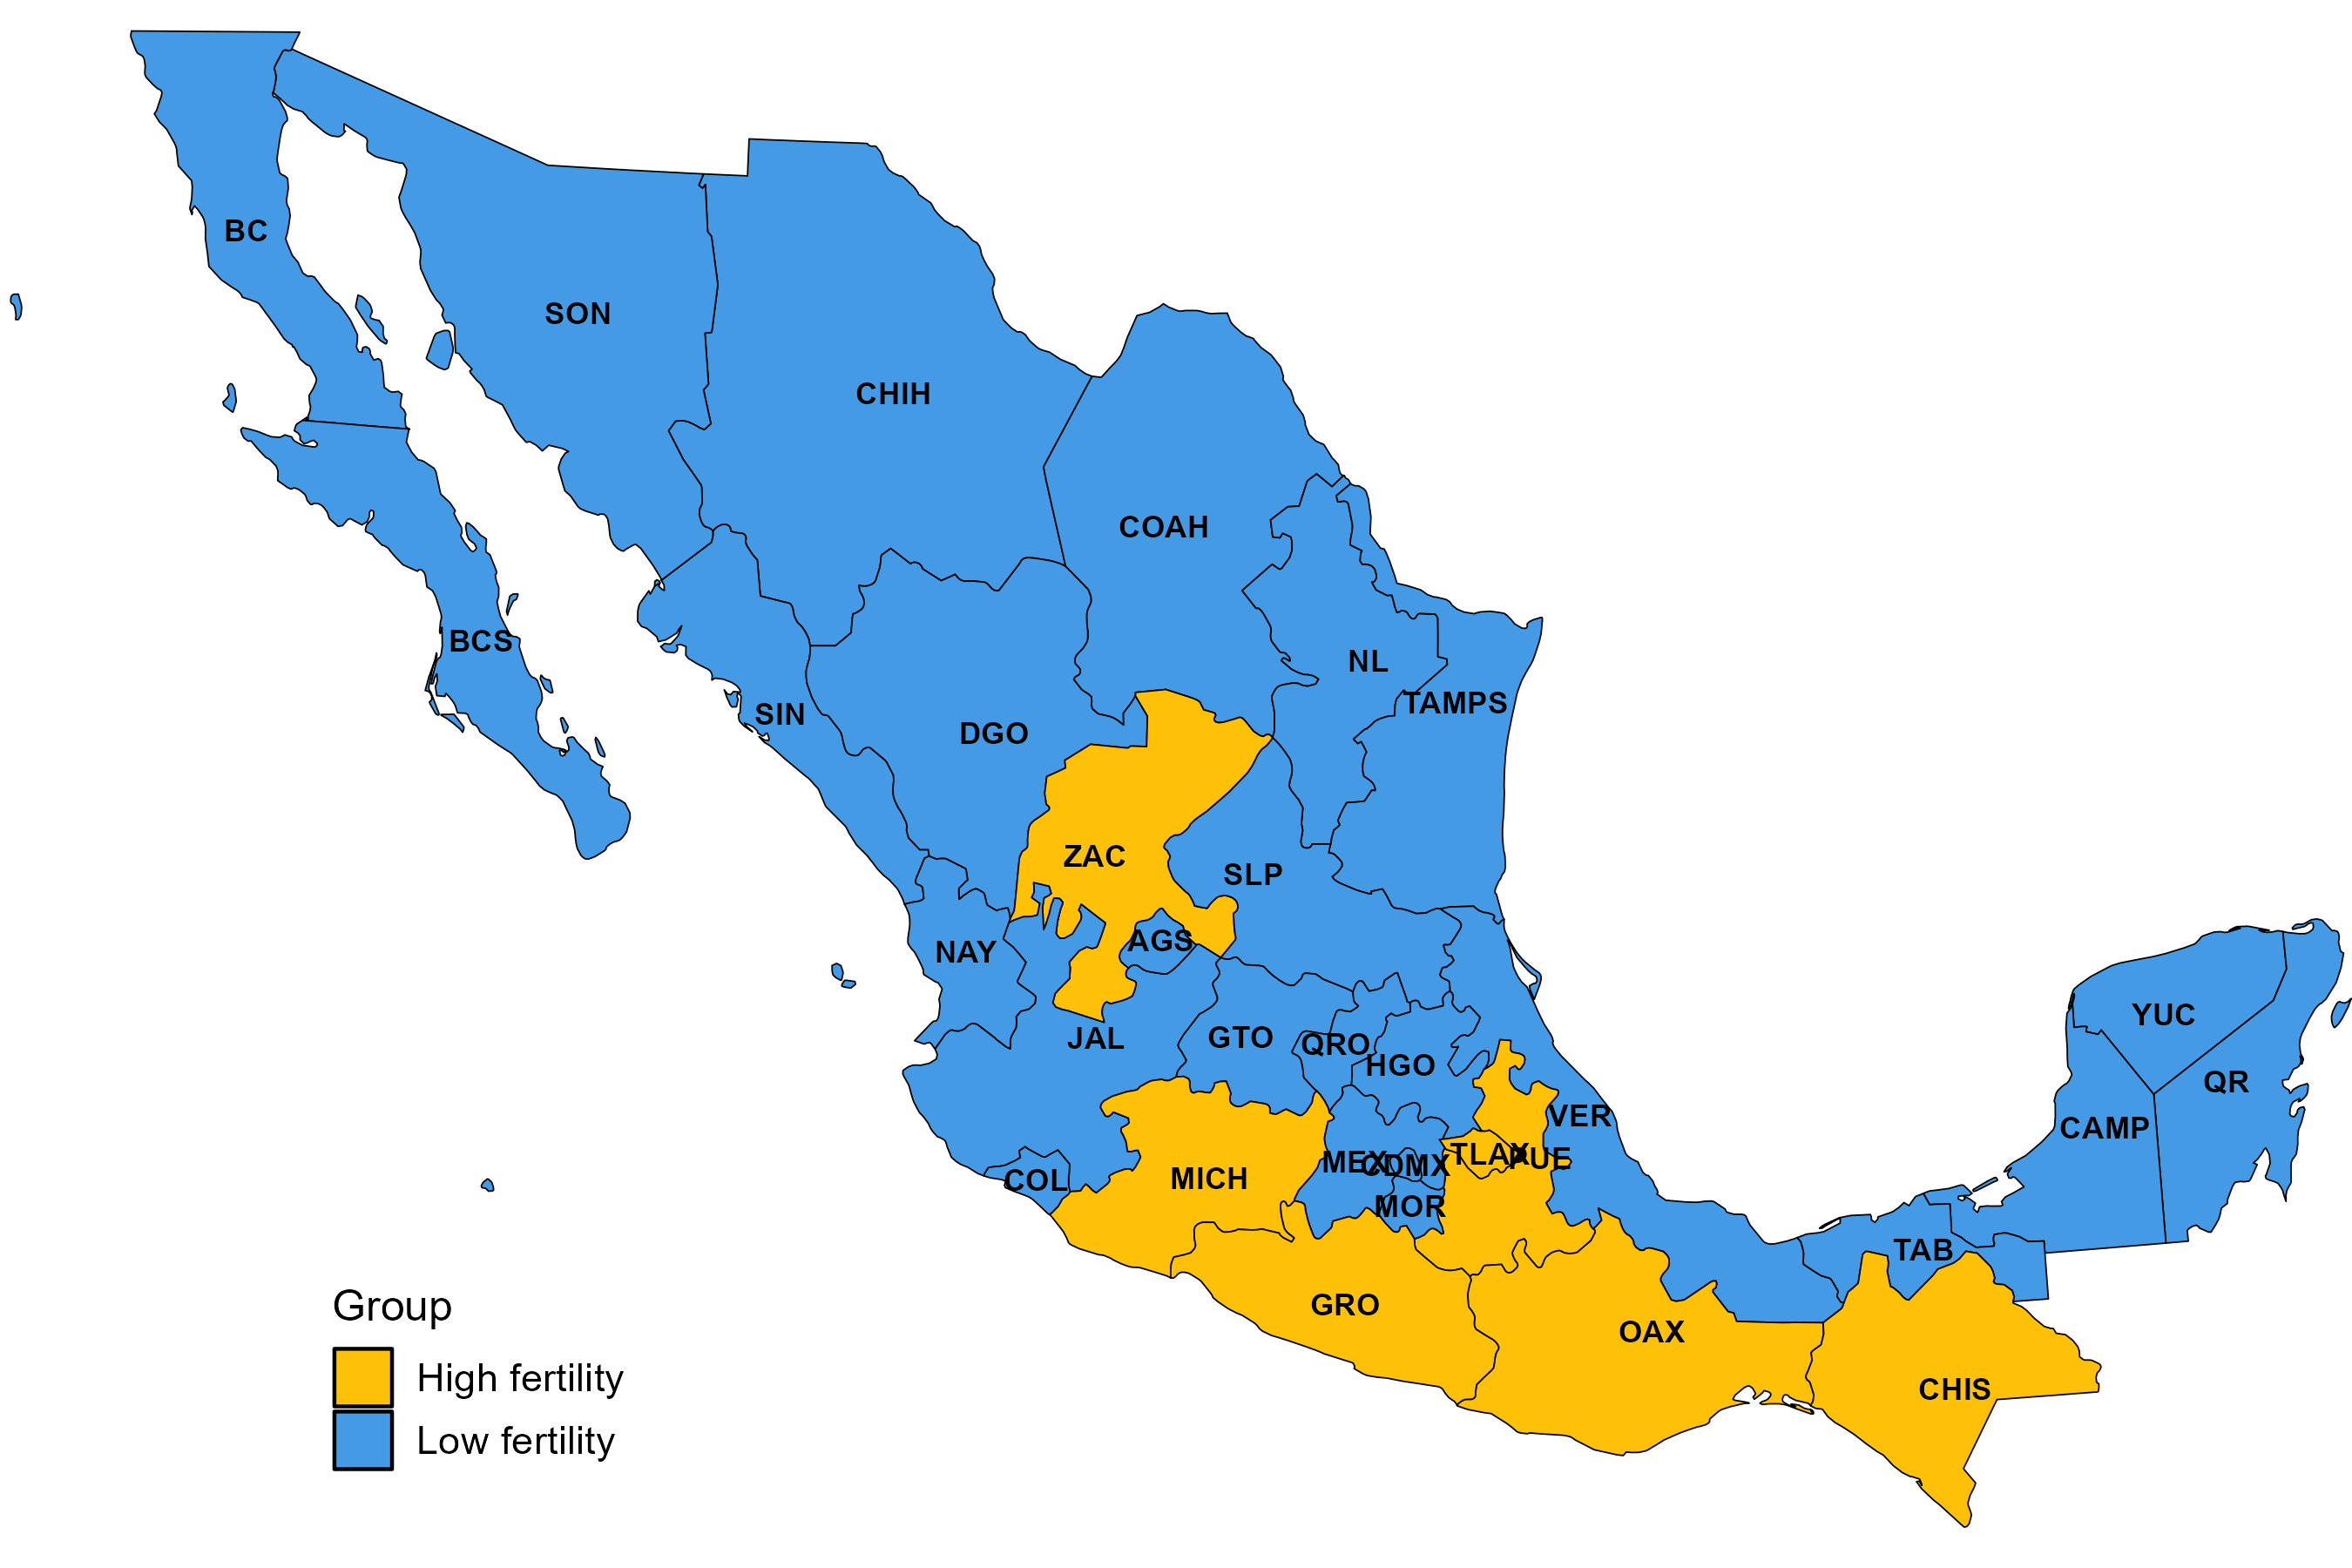 BC
SON
CHIH
COAH
BCS
NL
TAMPS
SIN
DGO
ZAC
SLP
AGS
NAY
YUC
JAL
GTO
QRO
HGO
QR
VER
CAMP
TLAX
PUE
MEX
CDMX
COL
MICH
MOR
TAB
GRO
OAX
CHIS
Group
High fertility
Low fertility